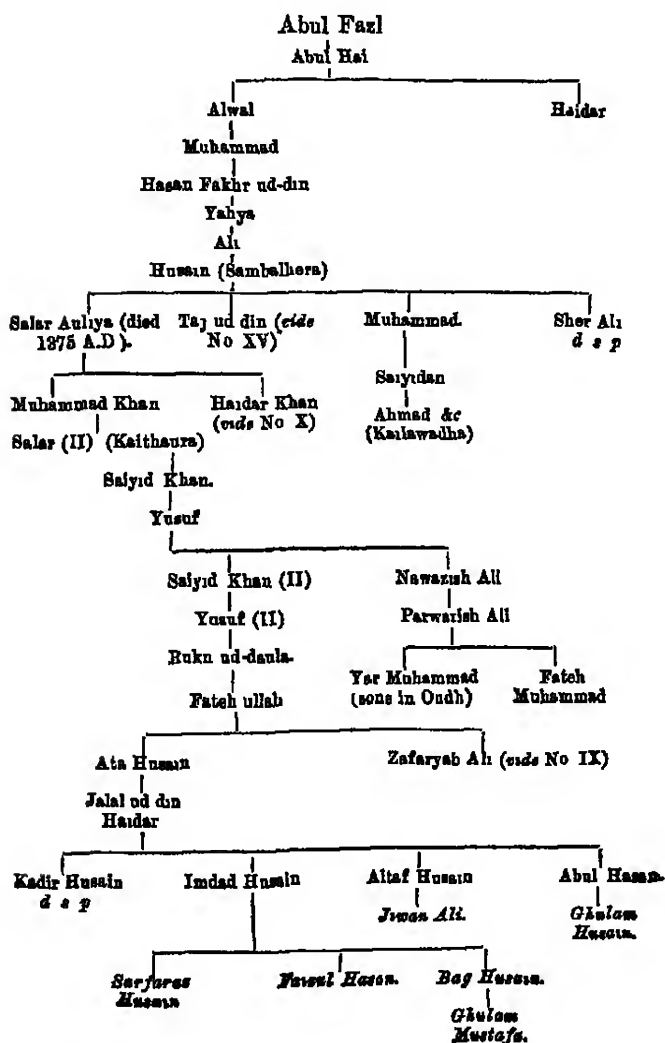 Abul Fazl
Abul Hai
Alwal
Haidar
Muhammad
Hasan Fakhr ud-din
Yahya
Ali
Husain (Sambalhera)
Salar Auliya (died
1375 A.D ).
Taj ud din (vide
No XV)
Muhammad.
Sher Ali
d s p
Saiyidan
Ahmad &c
(Kailawadha)
Muhammad Khan
Haidar Khan
(vide No X)
Salar (II) (Kaithaura)
Saiyid Khan.
Yusuf
Saiyid Khan (II)
Nawazish Ali
Yusuf (II)
Parwarish Ali
Rukn ud-daula.
Yar Muhammad
(sons in Oudh)
Fateh
Muhammad
Fateh ullah
Ata Husain
Zafaryab Ali (vide No IX)
Jalal ud din
Haidar
Kadir Husain
d s p
Imdad Husain
Altaf Husain
Abul Hasan.
Jiwan Ali.
Ghulam
Husain.
Sarfaraz
Husain
Faizul Hasan.
Baq Husain.
Ghulam
Mustafa.